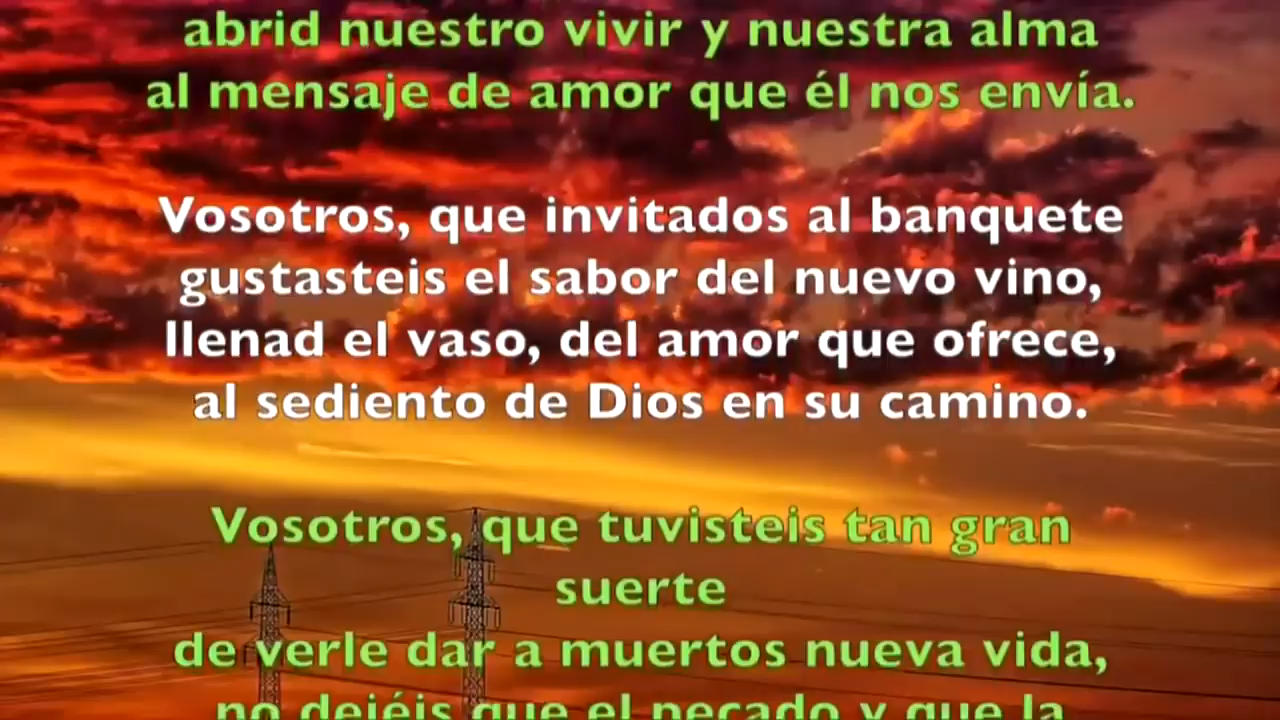 abrid nuestro vivir y nuestra alma
al mensaje de amor que él nos envía.
Vosotros, que invitados al banquete
gustasteis el sabor del nuevo vino,
llenad el vaso, del amor que ofrece,
al sediento de Dios en su camino.
Vosotros, que tuvisteis tan gran
suerte
de verle dar a muertos nueva vida,
no dejéis que el pecado y que la